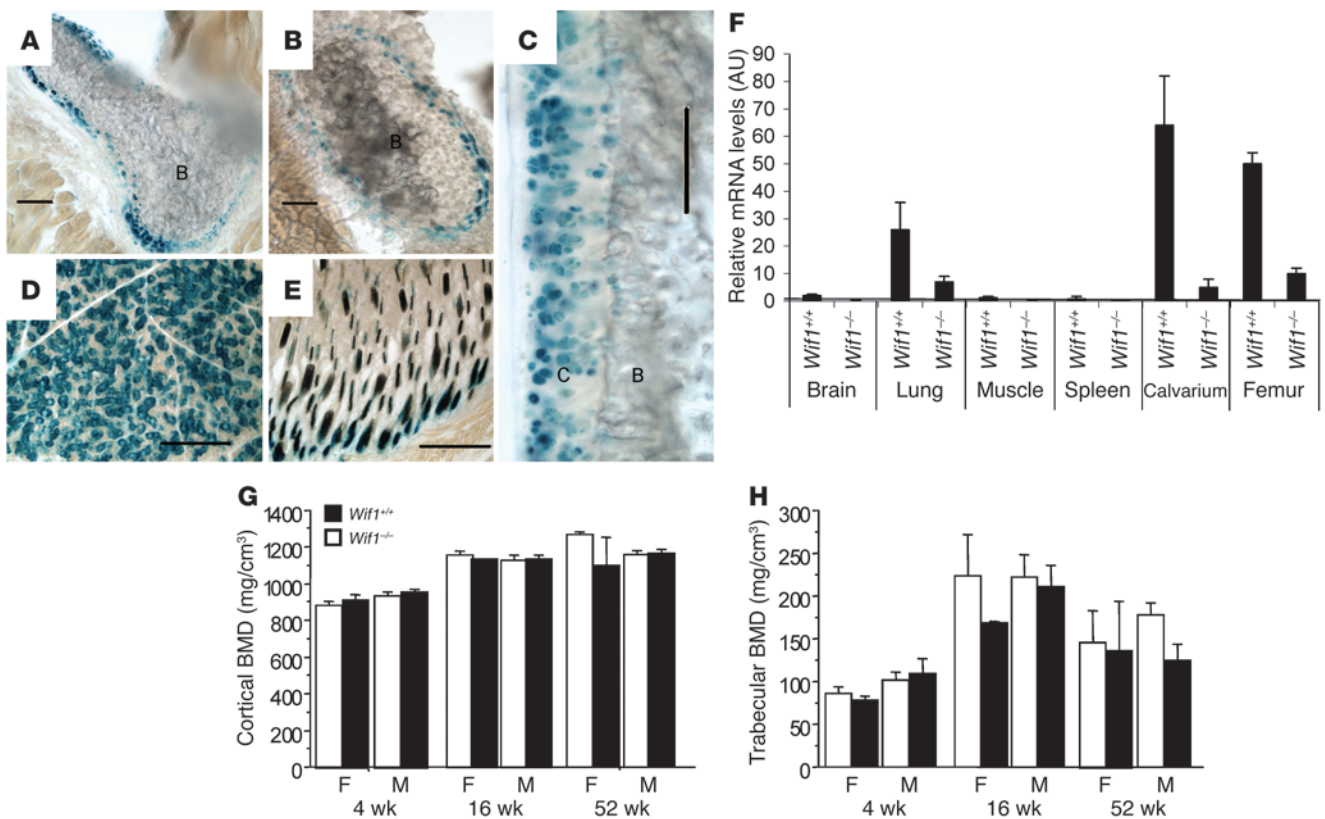 A
B
B
B
C
C
B
D
E
F
Relative mRNA levels (AU)
90
80
70
60
50
40
30
20
10
0
Wif1+/+
Wif1–/–
Wif1+/+
Wif1–/–
Wif1+/+
Wif1–/–
Wif1+/+
Wif1–/–
Wif1+/+
Wif1–/–
Wif1+/+
Wif1–/–
Brain
Lung
Muscle
Spleen
Calvarium
Femur
G
Cortical BMD (mg/cm³)
1400
1200
1000
800
600
400
200
0
Wif1+/+
Wif1–/–
F
M
F
M
F
M
4 wk
16 wk
52 wk
H
Trabecular BMD (mg/cm³)
300
250
200
150
100
50
0
F
M
F
M
F
M
4 wk
16 wk
52 wk